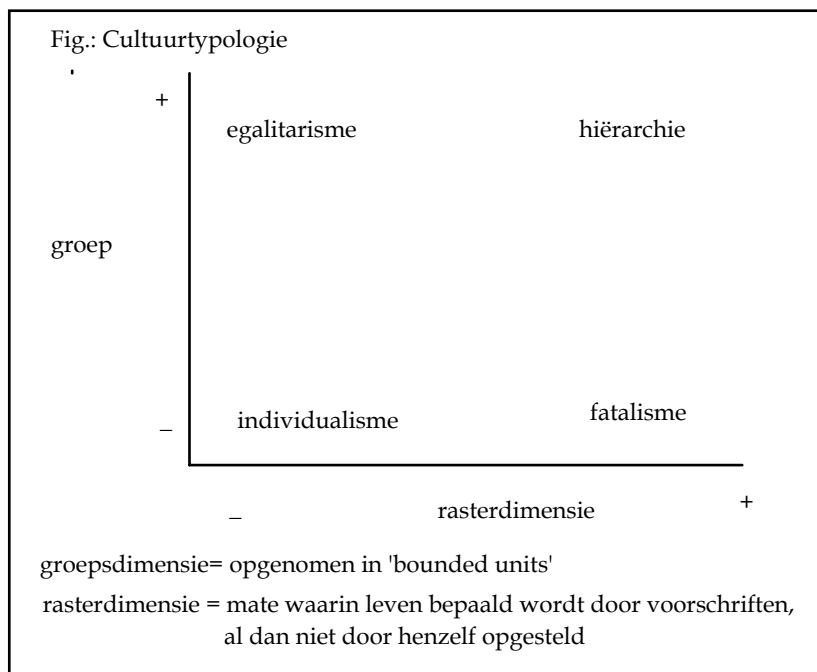 Fig.: Cultuurtypologie
+
egalitarisme hiërarchie
groep
individualisme fatalisme
–
– rasterdimensie +
groepsdimensie= opgenomen in 'bounded units'
rasterdimensie = mate waarin leven bepaald wordt door voorschriften,
al dan niet door henzelf opgesteld